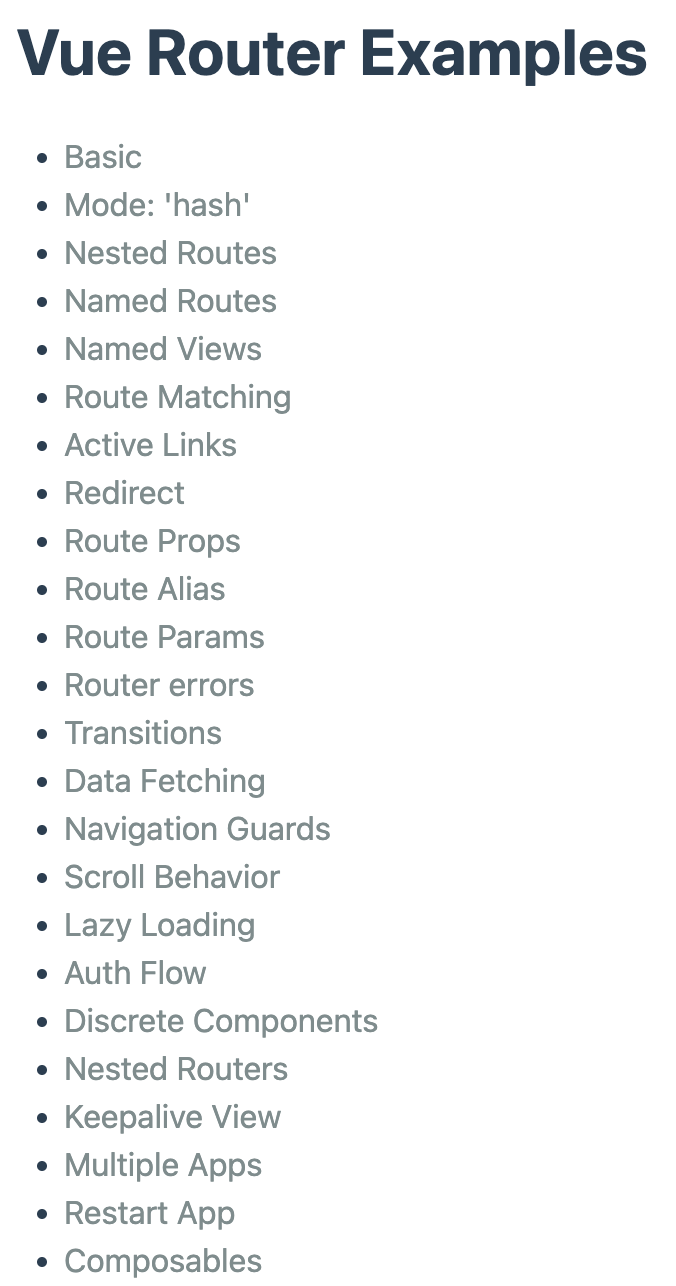 Vue Router Examples
Basic
Mode: 'hash'
Nested Routes
Named Routes
Named Views
Route Matching
Active Links
Redirect
Route Props
Route Alias
Route Params
Router errors
Transitions
Data Fetching
Navigation Guards
Scroll Behavior
Lazy Loading
Auth Flow
Discrete Components
Nested Routers
Keepalive View
Multiple Apps
Restart App
Composables